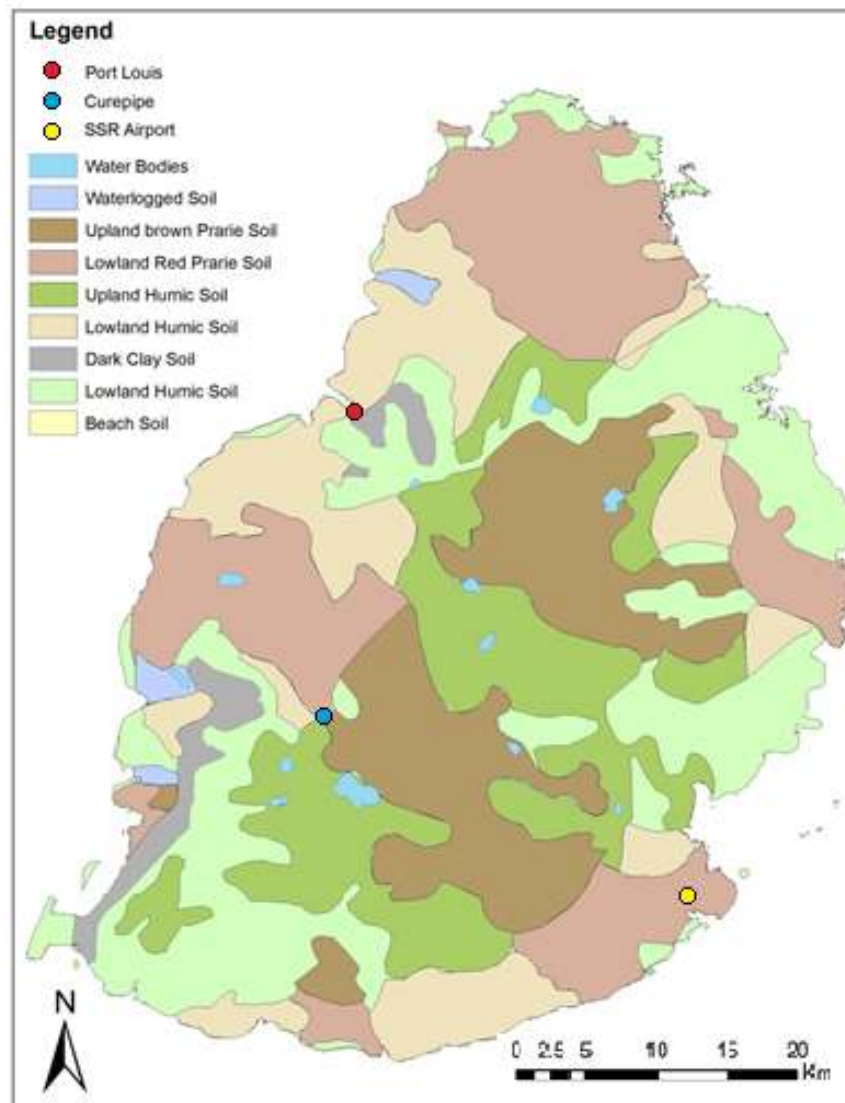 Legend
Port Louis
Curepipe
SSR Airport
Water Bodies
Waterlogged Soil
Upland brown Prarie Soil
Lowland Red Prarie Soil
Upland Humic Soil
Lowland Humic Soil
Dark Clay Soil
Lowland Humic Soil
Beach Soil
N
0 2.5 5 10 15 20
Km